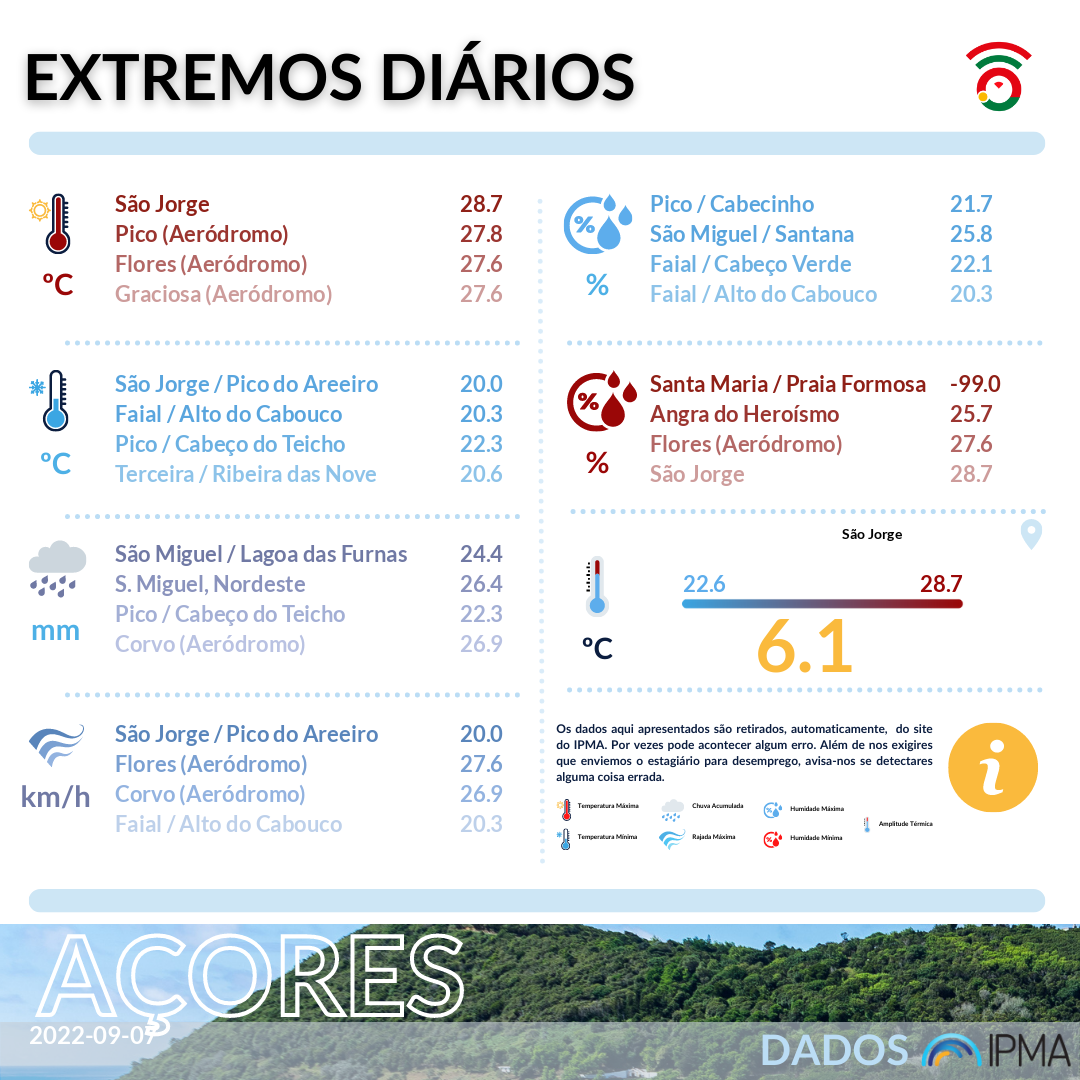 EXTREMOS DIÁRIOS
São Jorge 28.7
Pico (Aeródromo) 27.8
Flores (Aeródromo) 27.6
Graciosa (Aeródromo) 27.6
ºC
São Jorge / Pico do Areeiro 20.0
Faial / Alto do Cabouco 20.3
Pico / Cabeço do Teicho 22.3
Terceira / Ribeira das Nove 20.6
ºC
São Miguel / Lagoa das Furnas 24.4
S. Miguel, Nordeste 26.4
Pico / Cabeço do Teicho 22.3
Corvo (Aeródromo) 26.9
mm
São Jorge / Pico do Areeiro 20.0
Flores (Aeródromo) 27.6
Corvo (Aeródromo) 26.9
Faial / Alto do Cabouco 20.3
km/h
Pico / Cabecinho 21.7
São Miguel / Santana 25.8
Faial / Cabeço Verde 22.1
Faial / Alto do Cabouco 20.3
%
%
Santa Maria / Praia Formosa -99.0
Angra do Heroísmo 25.7
Flores (Aeródromo) 27.6
São Jorge 28.7
%
%
São Jorge
22.6 28.7
6.1
ºC
Os dados aqui apresentados são retirados, automaticamente, do site
do IPMA. Por vezes pode acontecer algum erro. Além de nos exigires
que enviemos o estagiário para desemprego, avisa-nos se detectares
alguma coisa errada.
i
Temperatura Máxima Chuva Acumulada Humidade Máxima
Amplitude Térmica
Temperatura Mínima Rajada Máxima Humidade Mínima
AÇORES
2022-09-07
DADOS IPMA